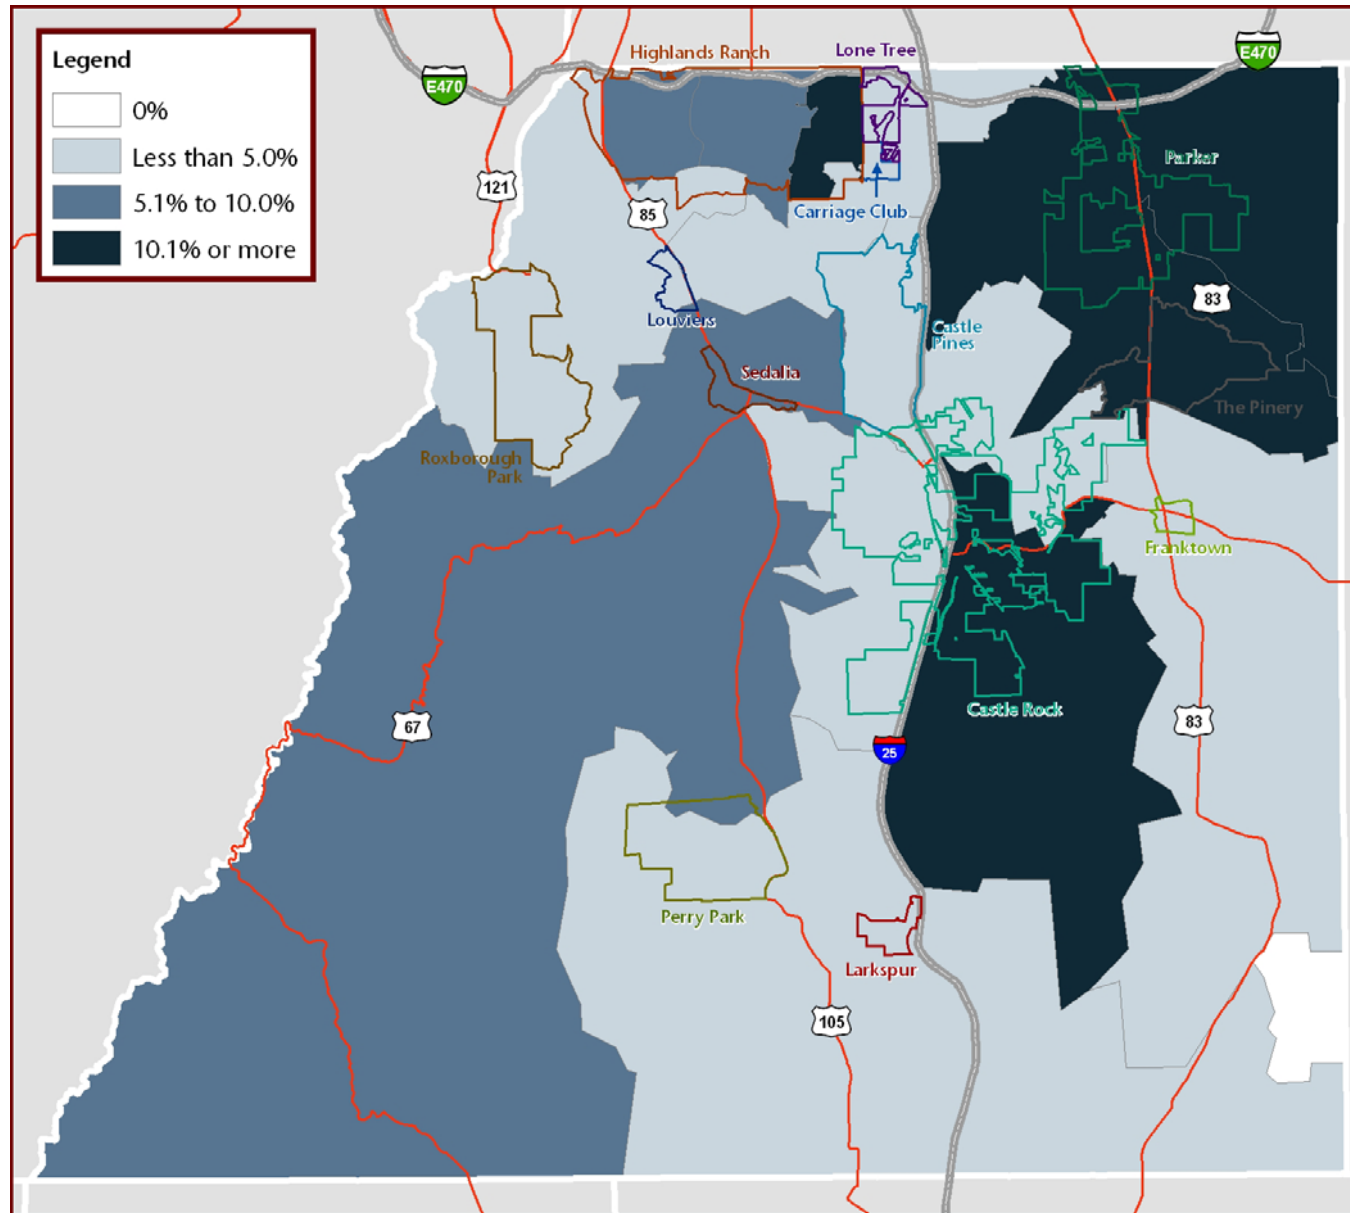 Legend
0%
Less than 5.0%
5.1% to 10.0%
10.1% or more
E470
Highlands Ranch
Lone Tree
E470
Parker
121
85
Carriage Club
83
Louviers
Castle
Pines
Sedalia
The Pinery
Roxborough
Park
Franktown
Castle Rock
67
83
25
Perry Park
Larkspur
105